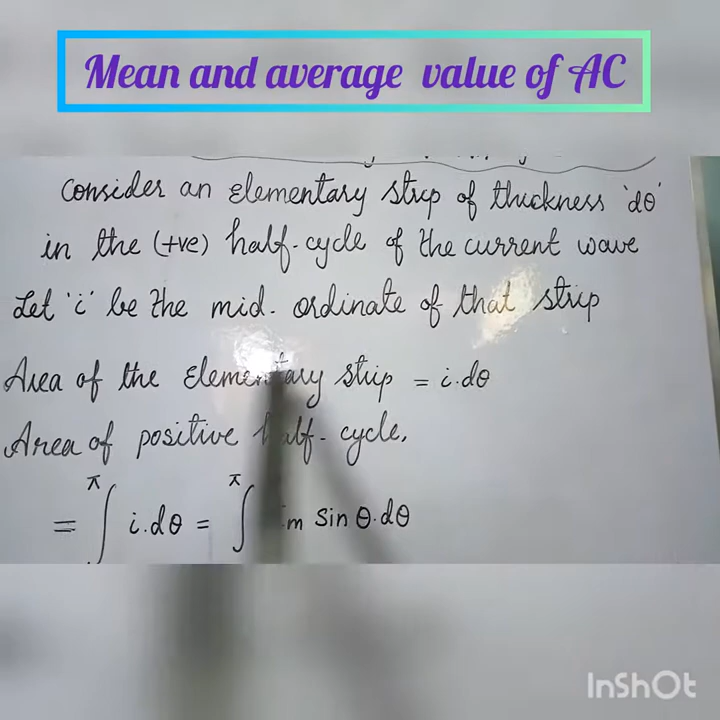 Mean and average value of AC
Consider an elementary strip of thickness 'dθ'
in the (+ve) half-cycle of the current wave
Let 'i' be the mid-ordinate of that strip
Area of the elementary strip = i.dθ
Area of positive half-cycle,
= ∫^π i.dθ = ∫^π m sin θ.dθ
InShOt